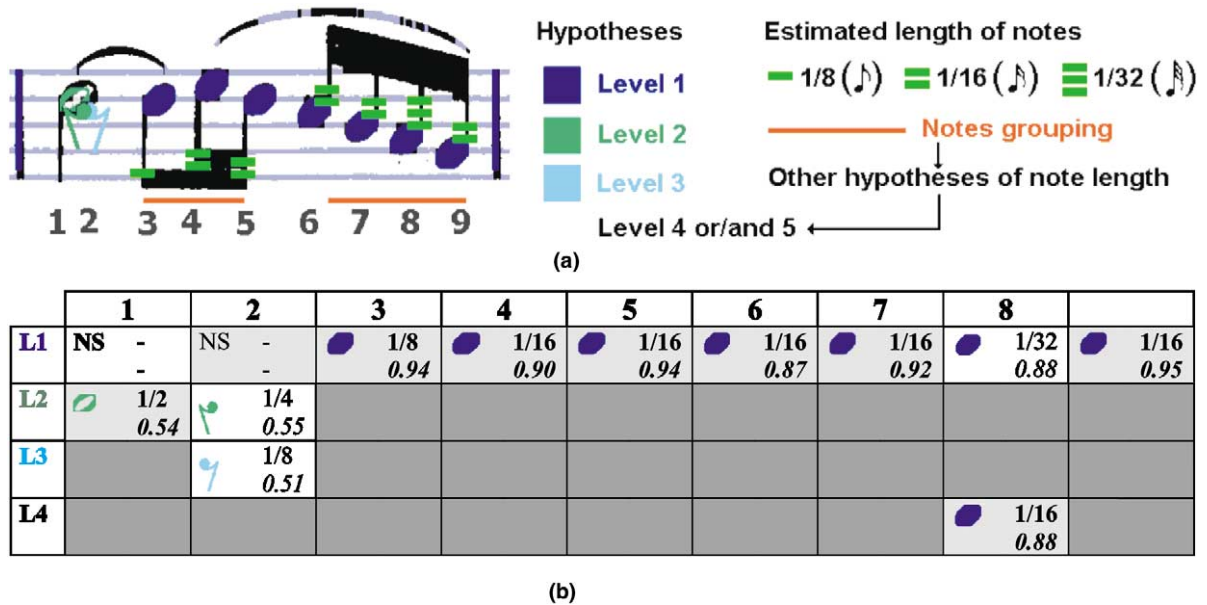 Hypotheses
Level 1
Level 2
Level 3
Estimated length of notes
1/8 (♪) 1/16 (𝅘𝅥𝅯) 1/32 (𝅘𝅥𝅰)
Notes grouping
Other hypotheses of note length
Level 4 or/and 5
1 2 3 4 5 6 7 8 9
(a)
1 2 3 4 5 6 7 8
L1 NS - NS - 1/8 1/16 1/16 1/16 1/16 1/32 1/16
- - 0.94 0.90 0.94 0.87 0.92 0.88 0.95
L2 1/2 1/4
0.54 0.55
L3 1/8
0.51
L4 1/16
0.88
(b)